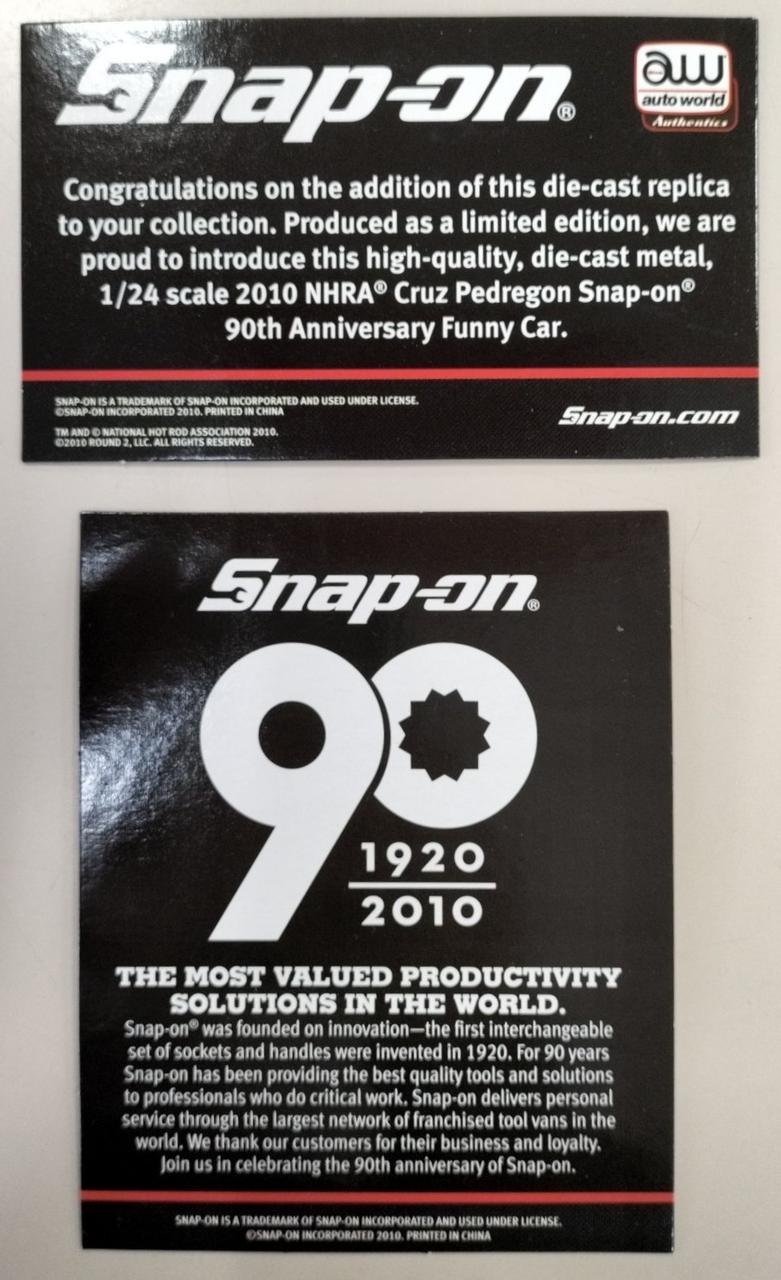 Snap-on®
aw
auto world
Authentics
Congratulations on the addition of this die-cast replica
to your collection. Produced as a limited edition, we are
proud to introduce this high-quality, die-cast metal,
1/24 scale 2010 NHRA® Cruz Pedregon Snap-on®
90th Anniversary Funny Car.
SNAP-ON IS A TRADEMARK OF SNAP-ON INCORPORATED AND USED UNDER LICENSE.
©SNAP-ON INCORPORATED 2010. PRINTED IN CHINA
TM AND © NATIONAL HOT ROD ASSOCIATION 2010.
©2010 ROUND 2, LLC. ALL RIGHTS RESERVED.
Snap-on.com
Snap-on®
90
1920
2010
THE MOST VALUED PRODUCTIVITY
SOLUTIONS IN THE WORLD.
Snap-on® was founded on innovation—the first interchangeable
set of sockets and handles were invented in 1920. For 90 years
Snap-on has been providing the best quality tools and solutions
to professionals who do critical work. Snap-on delivers personal
service through the largest network of franchised tool vans in the
world. We thank our customers for their business and loyalty.
Join us in celebrating the 90th anniversary of Snap-on.
SNAP-ON IS A TRADEMARK OF SNAP-ON INCORPORATED AND USED UNDER LICENSE.
©SNAP-ON INCORPORATED 2010. PRINTED IN CHINA